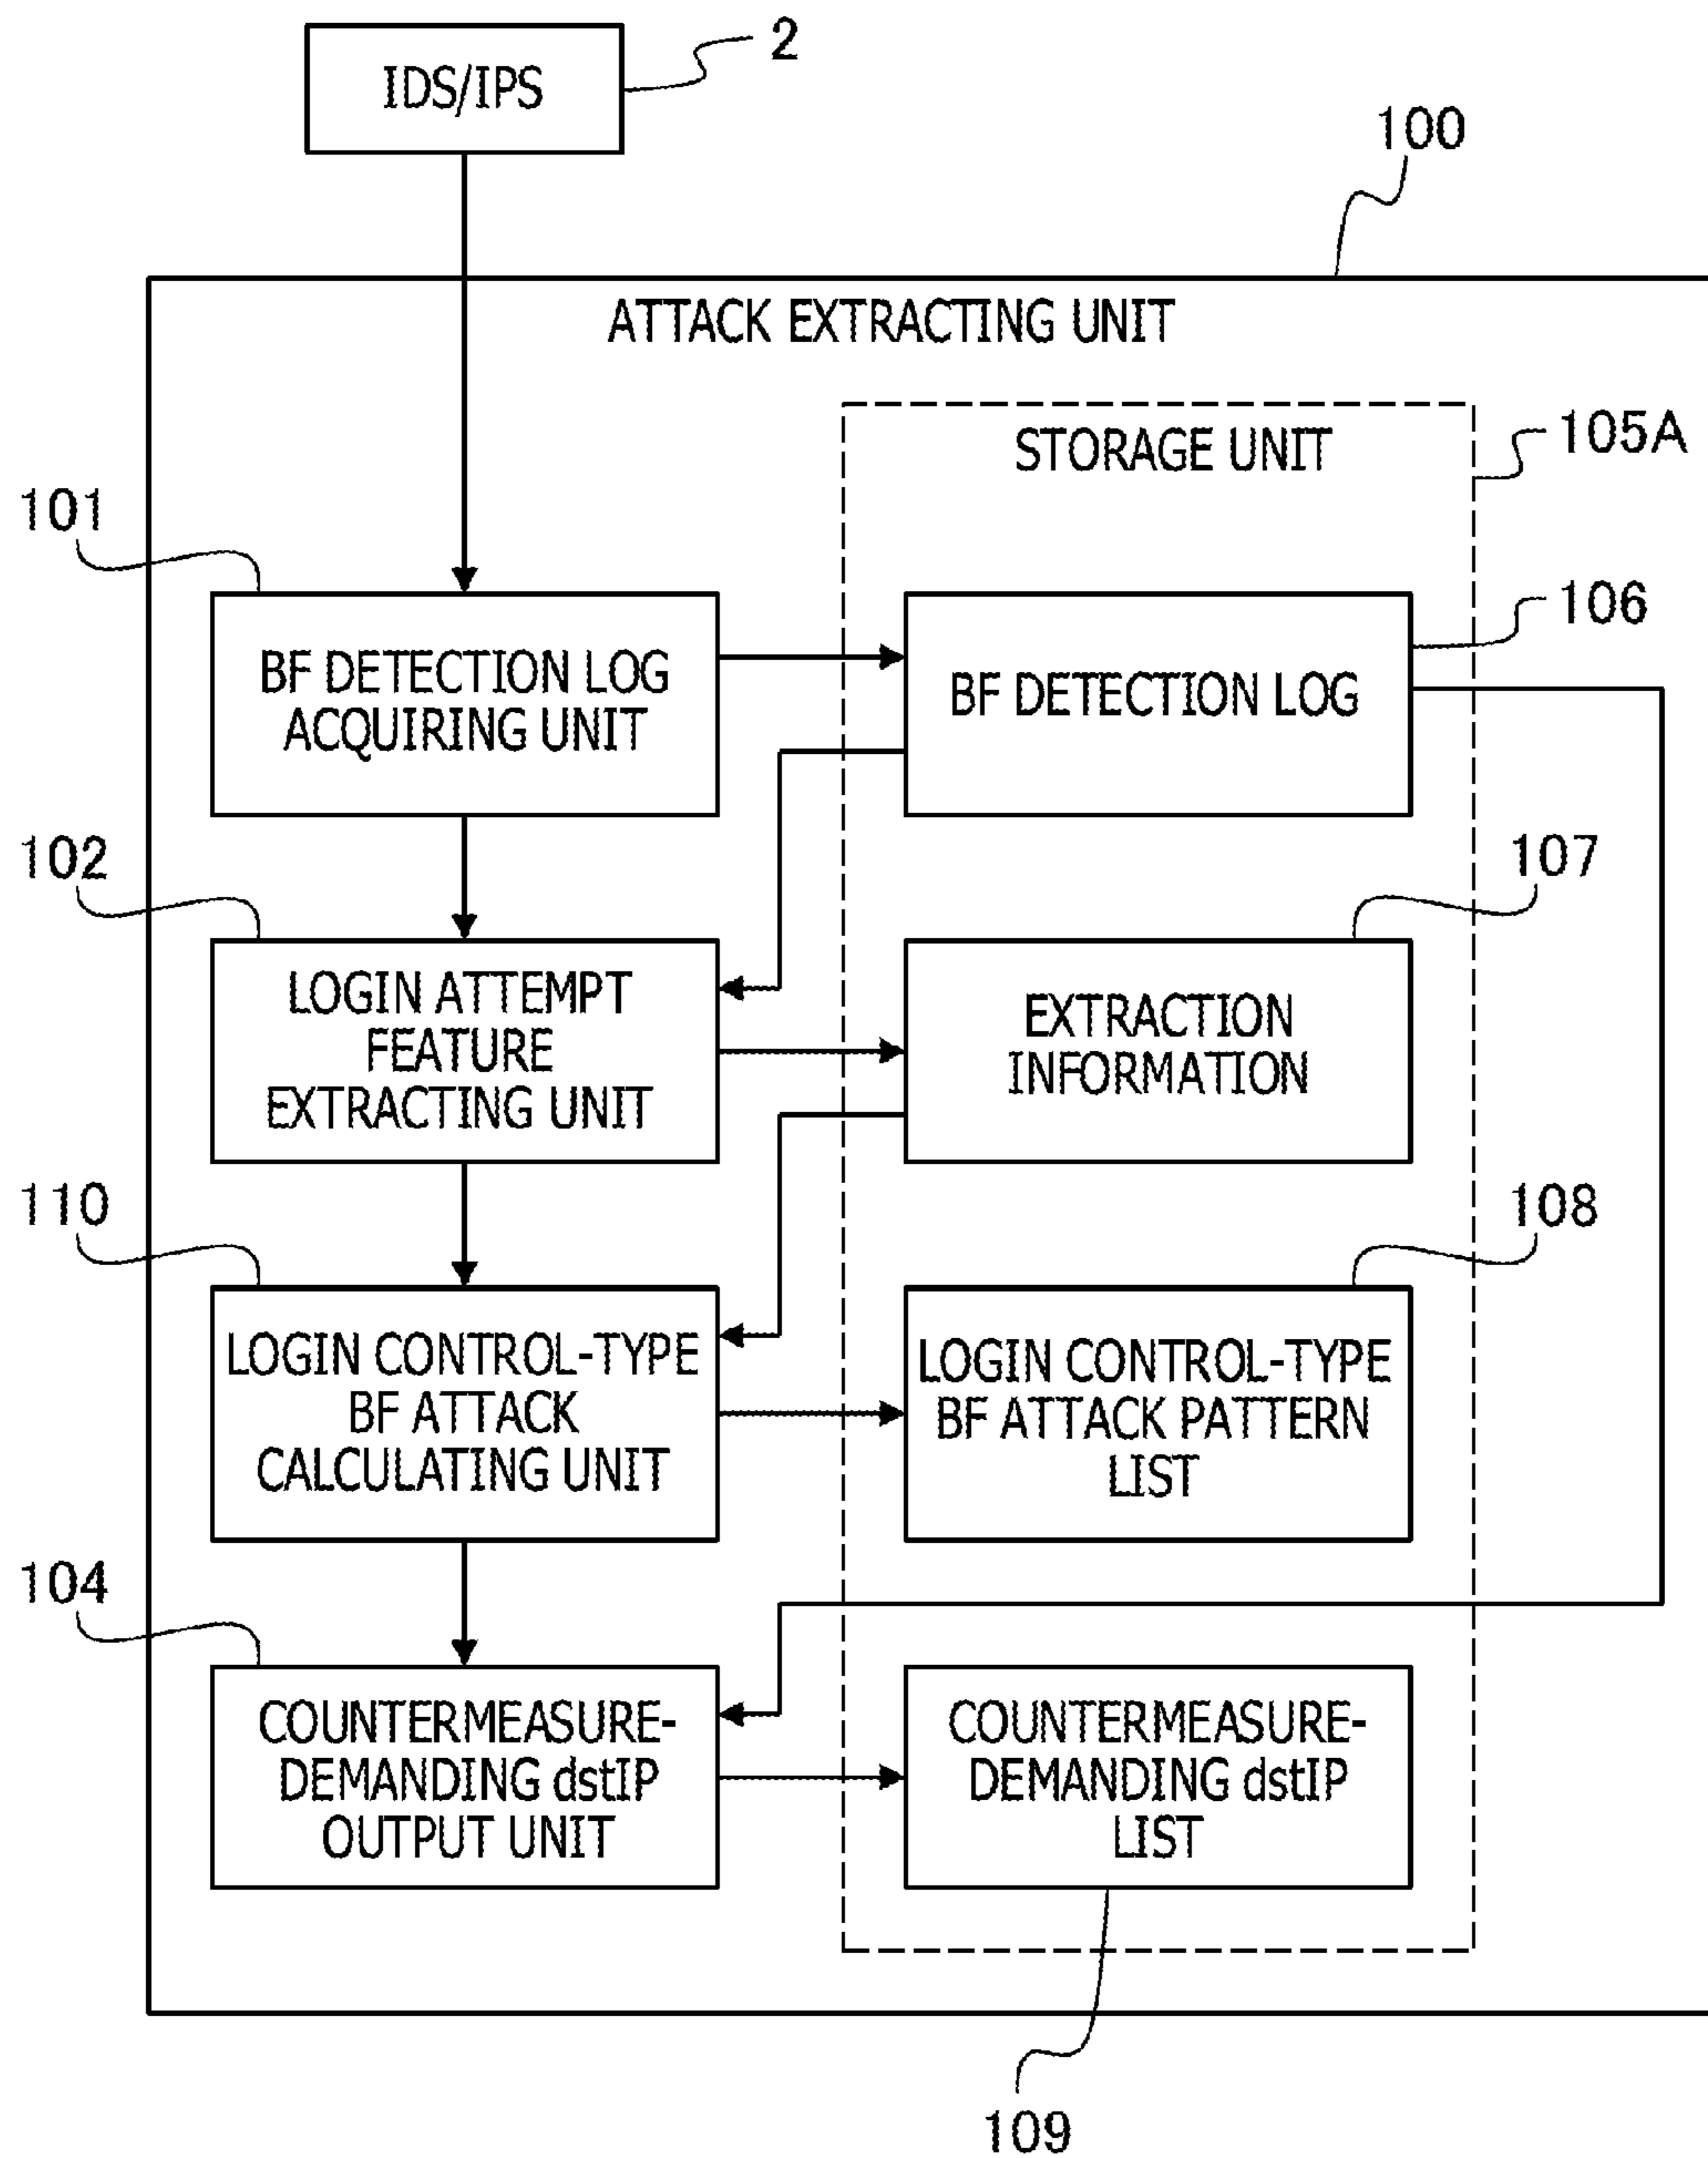 IDS/IPS
2
100
ATTACK EXTRACTING UNIT
STORAGE UNIT
105A
101
BF DETECTION LOG
ACQUIRING UNIT
BF DETECTION LOG
106
102
LOGIN ATTEMPT
FEATURE
EXTRACTING UNIT
EXTRACTION
INFORMATION
107
110
LOGIN CONTROL-TYPE
BF ATTACK
CALCULATING UNIT
LOGIN CONTROL-TYPE
BF ATTACK PATTERN
LIST
108
104
COUNTERMEASURE-
DEMANDING dstIP
OUTPUT UNIT
COUNTERMEASURE-
DEMANDING dstIP
LIST
109